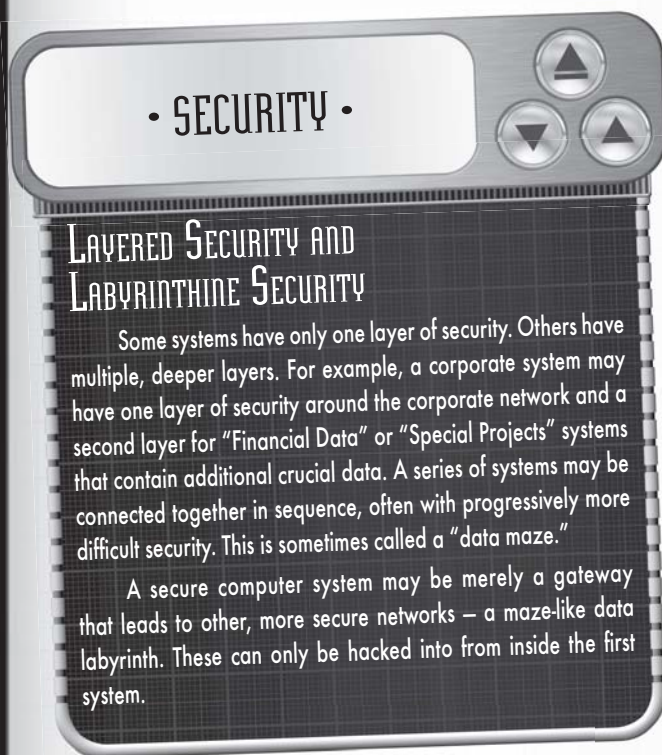 • SECURITY •
Layered Security and
Labyrinthine Security
Some systems have only one layer of security. Others have
multiple, deeper layers. For example, a corporate system may
have one layer of security around the corporate network and a
second layer for “Financial Data” or “Special Projects” systems
that contain additional crucial data. A series of systems may be
connected together in sequence, often with progressively more
difficult security. This is sometimes called a “data maze.”
A secure computer system may be merely a gateway
that leads to other, more secure networks – a maze-like data
labyrinth. These can only be hacked into from inside the first
system.